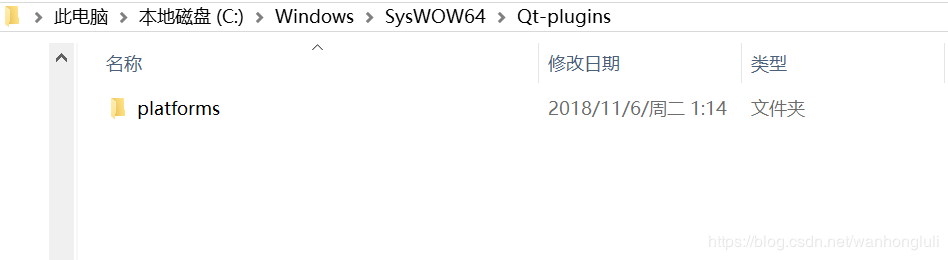 此电脑 > 本地磁盘 (C:) > Windows > SysWOW64 > Qt-plugins
名称 修改日期 类型
platforms 2018/11/6/周二 1:14 文件夹
https://blog.csdn.net/wanhongluli